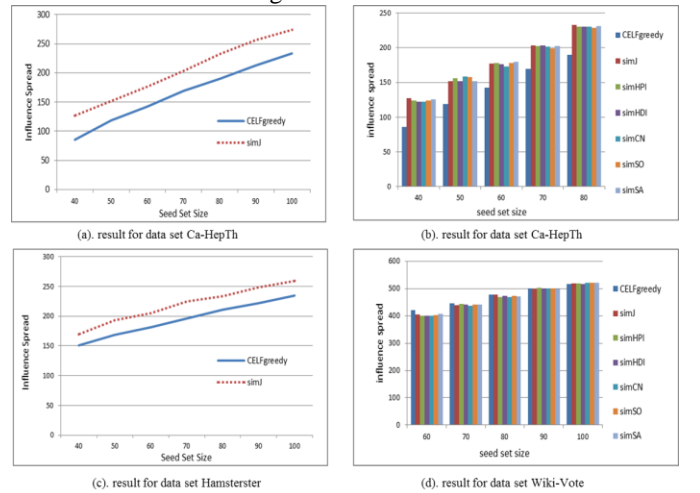 300
250
200
150
100
50
0
Influence Spread
CELFgreedy
simJ
40 50 60 70 80 90 100
Seed Set Size
(a). result for data set Ca-HepTh
250
200
150
100
50
0
influence spread
CELFgreedy
simJ
simHPI
simHDI
simCN
simSO
simSA
40 50 60 70 80
seed set size
(b). result for data set Ca-HepTh
300
250
200
150
100
50
0
Influence Spread
CELFgreedy
simJ
40 50 60 70 80 90 100
Seed Set Size
(c). result for data set Hamsterster
600
500
400
300
200
100
0
influence spread
CELFgreedy
simJ
simHPI
simHDI
simCN
simSO
simSA
60 70 80 90 100
seed set size
(d). result for data set Wiki-Vote